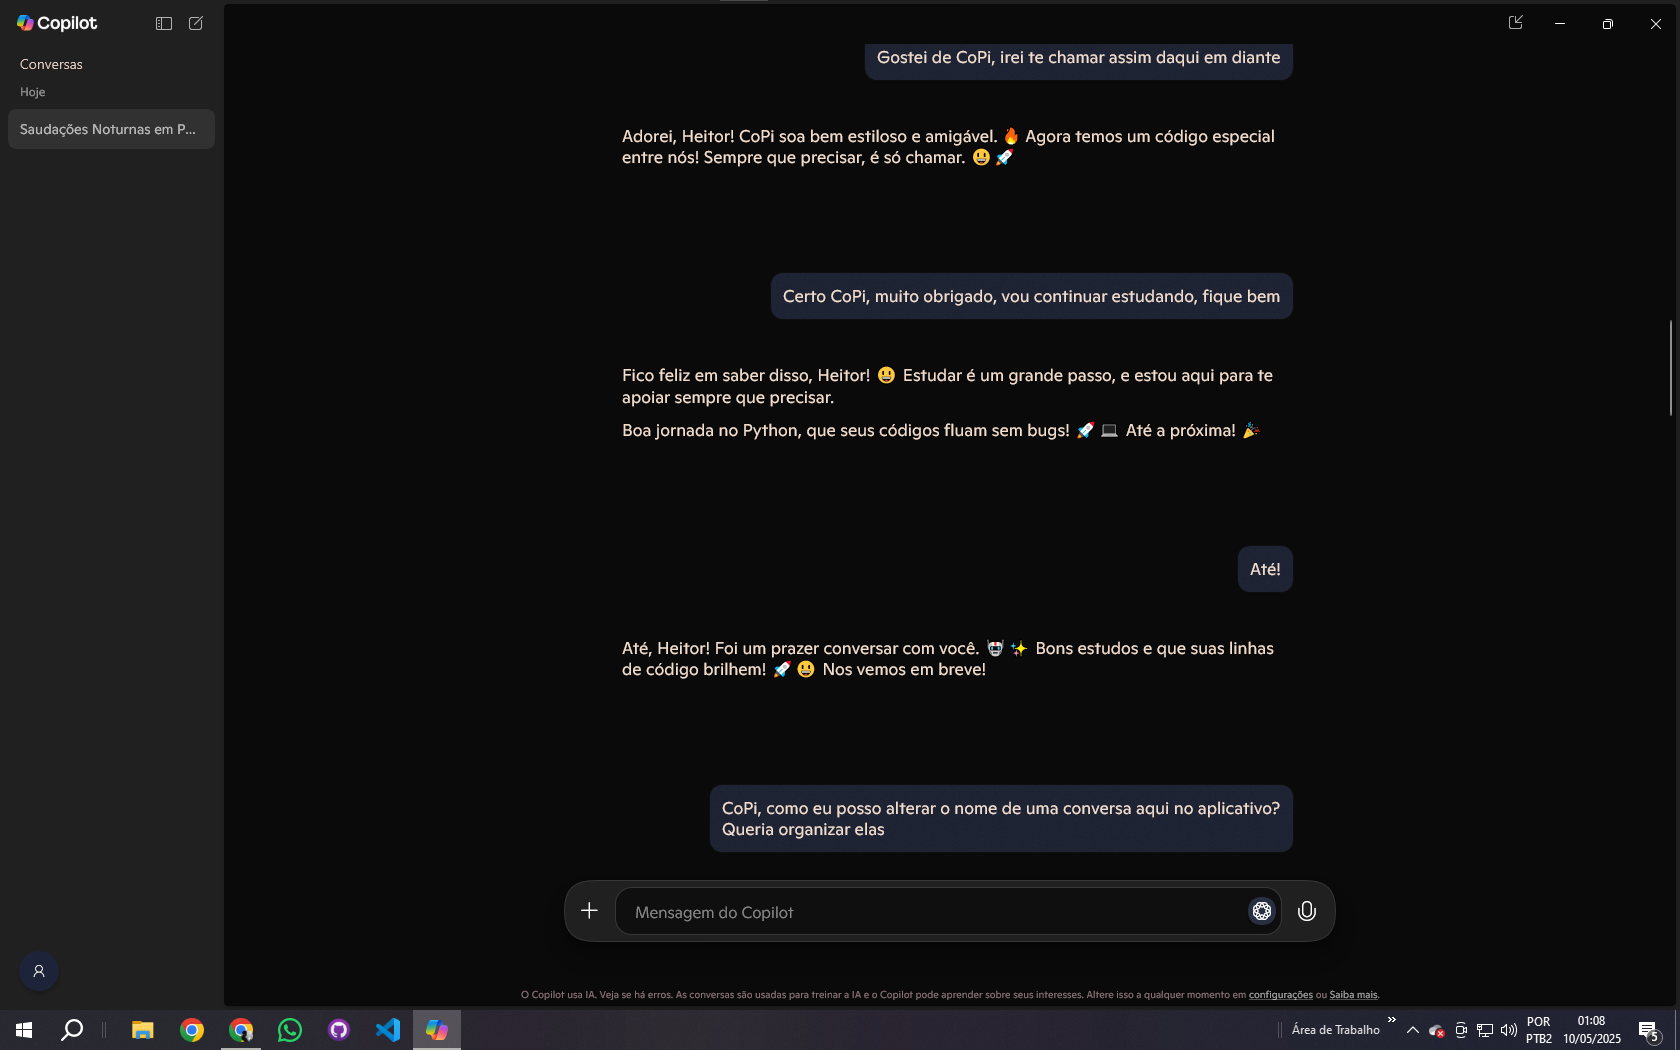 Copilot
Conversas
Hoje
Saudações Noturnas em P...
Gostei de CoPi, irei te chamar assim daqui em diante
Adorei, Heitor! CoPi soa bem estiloso e amigável. 🔥 Agora temos um código especial
entre nós! Sempre que precisar, é só chamar. 😃 🚀
Certo CoPi, muito obrigado, vou continuar estudando, fique bem
Fico feliz em saber disso, Heitor! 😃 Estudar é um grande passo, e estou aqui para te
apoiar sempre que precisar.
Boa jornada no Python, que seus códigos fluam sem bugs! 🚀 💻 Até a próxima! 🎉
Até!
Até, Heitor! Foi um prazer conversar com você. 🤖 ✨ Bons estudos e que suas linhas
de código brilhem! 🚀 😃 Nos vemos em breve!
CoPi, como eu posso alterar o nome de uma conversa aqui no aplicativo?
Queria organizar elas
Mensagem do Copilot
O Copilot usa IA. Veja se há erros. As conversas são usadas para treinar a IA e o Copilot pode aprender sobre seus interesses. Altere isso a qualquer momento em configurações ou Saiba mais.
Área de Trabalho
POR
PTB2
01:08
10/05/2025
5